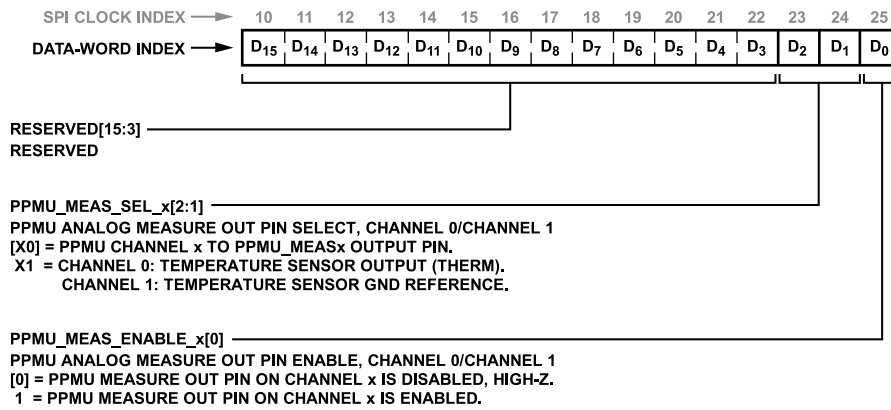 SPI CLOCK INDEX 10 11 12 13 14 15 16 17 18 19 20 21 22 23 24 25
DATA-WORD INDEX D15 D14 D13 D12 D11 D10 D9 D8 D7 D6 D5 D4 D3 D2 D1 D0
RESERVED[15:3]
RESERVED
PPMU_MEAS_SEL_x[2:1]
PPMU ANALOG MEASURE OUT PIN SELECT, CHANNEL 0/CHANNEL 1
[X0] = PPMU CHANNEL x TO PPMU_MEASx OUTPUT PIN.
X1 = CHANNEL 0: TEMPERATURE SENSOR OUTPUT (THERM).
CHANNEL 1: TEMPERATURE SENSOR GND REFERENCE.
PPMU_MEAS_ENABLE_x[0]
PPMU ANALOG MEASURE OUT PIN ENABLE, CHANNEL 0/CHANNEL 1
[0] = PPMU MEASURE OUT PIN ON CHANNEL x IS DISABLED, HIGH-Z.
1 = PPMU MEASURE OUT PIN ON CHANNEL x IS ENABLED.